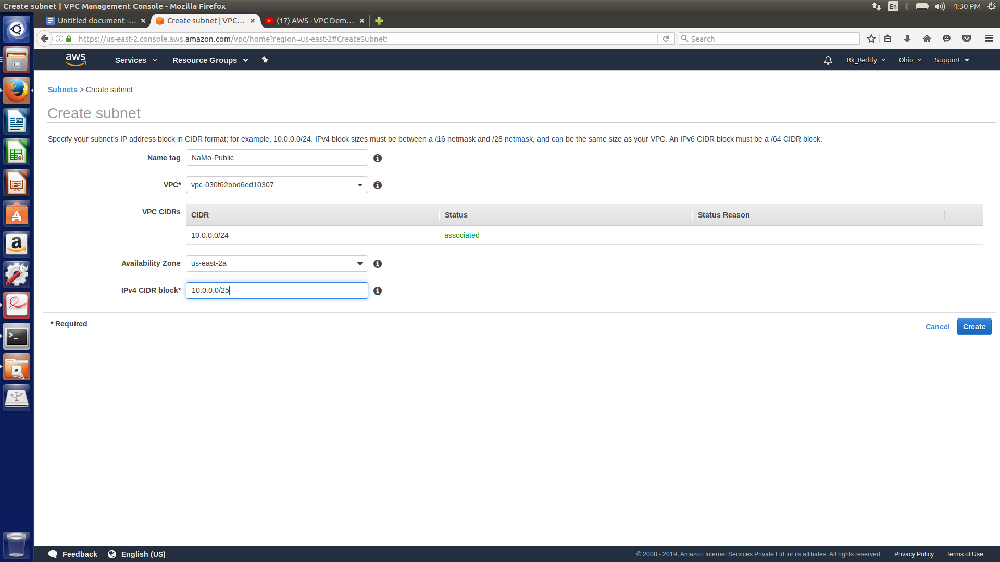 Create subnet | VPC Management Console - Mozilla Firefox
En
4:30 PM
Untitled document -...
Create subnet | VPC...
(17) AWS - VPC Dem...
https://us-east-2.console.aws.amazon.com/vpc/home?region=us-east-2#CreateSubnet:
Search
aws
Services
Resource Groups
Rk_Reddy
Ohio
Support
Subnets > Create subnet
Create subnet
Specify your subnet's IP address block in CIDR format; for example, 10.0.0.0/24. IPv4 block sizes must be between a /16 netmask and /28 netmask, and can be the same size as your VPC. An IPv6 CIDR block must be a /64 CIDR block.
Name tag
NaMo-Public
VPC*
vpc-030f62bbd6ed10307
VPC CIDRs
CIDR
Status
Status Reason
10.0.0.0/24
associated
Availability Zone
us-east-2a
IPv4 CIDR block*
10.0.0.0/25
* Required
Cancel
Create
Feedback
English (US)
© 2008 - 2019, Amazon Internet Services Private Ltd. or its affiliates. All rights reserved.
Privacy Policy
Terms of Use